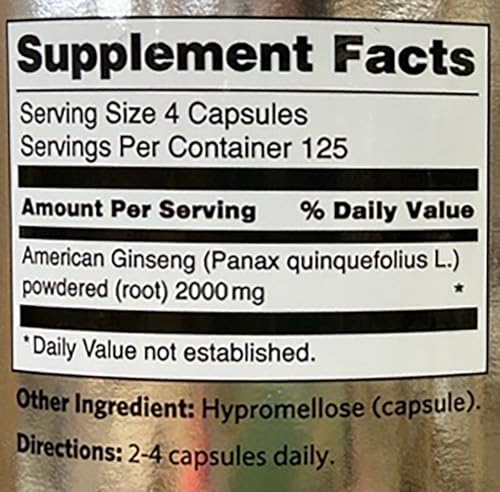 Supplement Facts
Serving Size 4 Capsules
Servings Per Container 125
Amount Per Serving % Daily Value
American Ginseng (Panax quinquefolius L.)
powdered (root) 2000 mg *
*Daily Value not established.
Other Ingredient: Hypromellose (capsule).
Directions: 2-4 capsules daily.